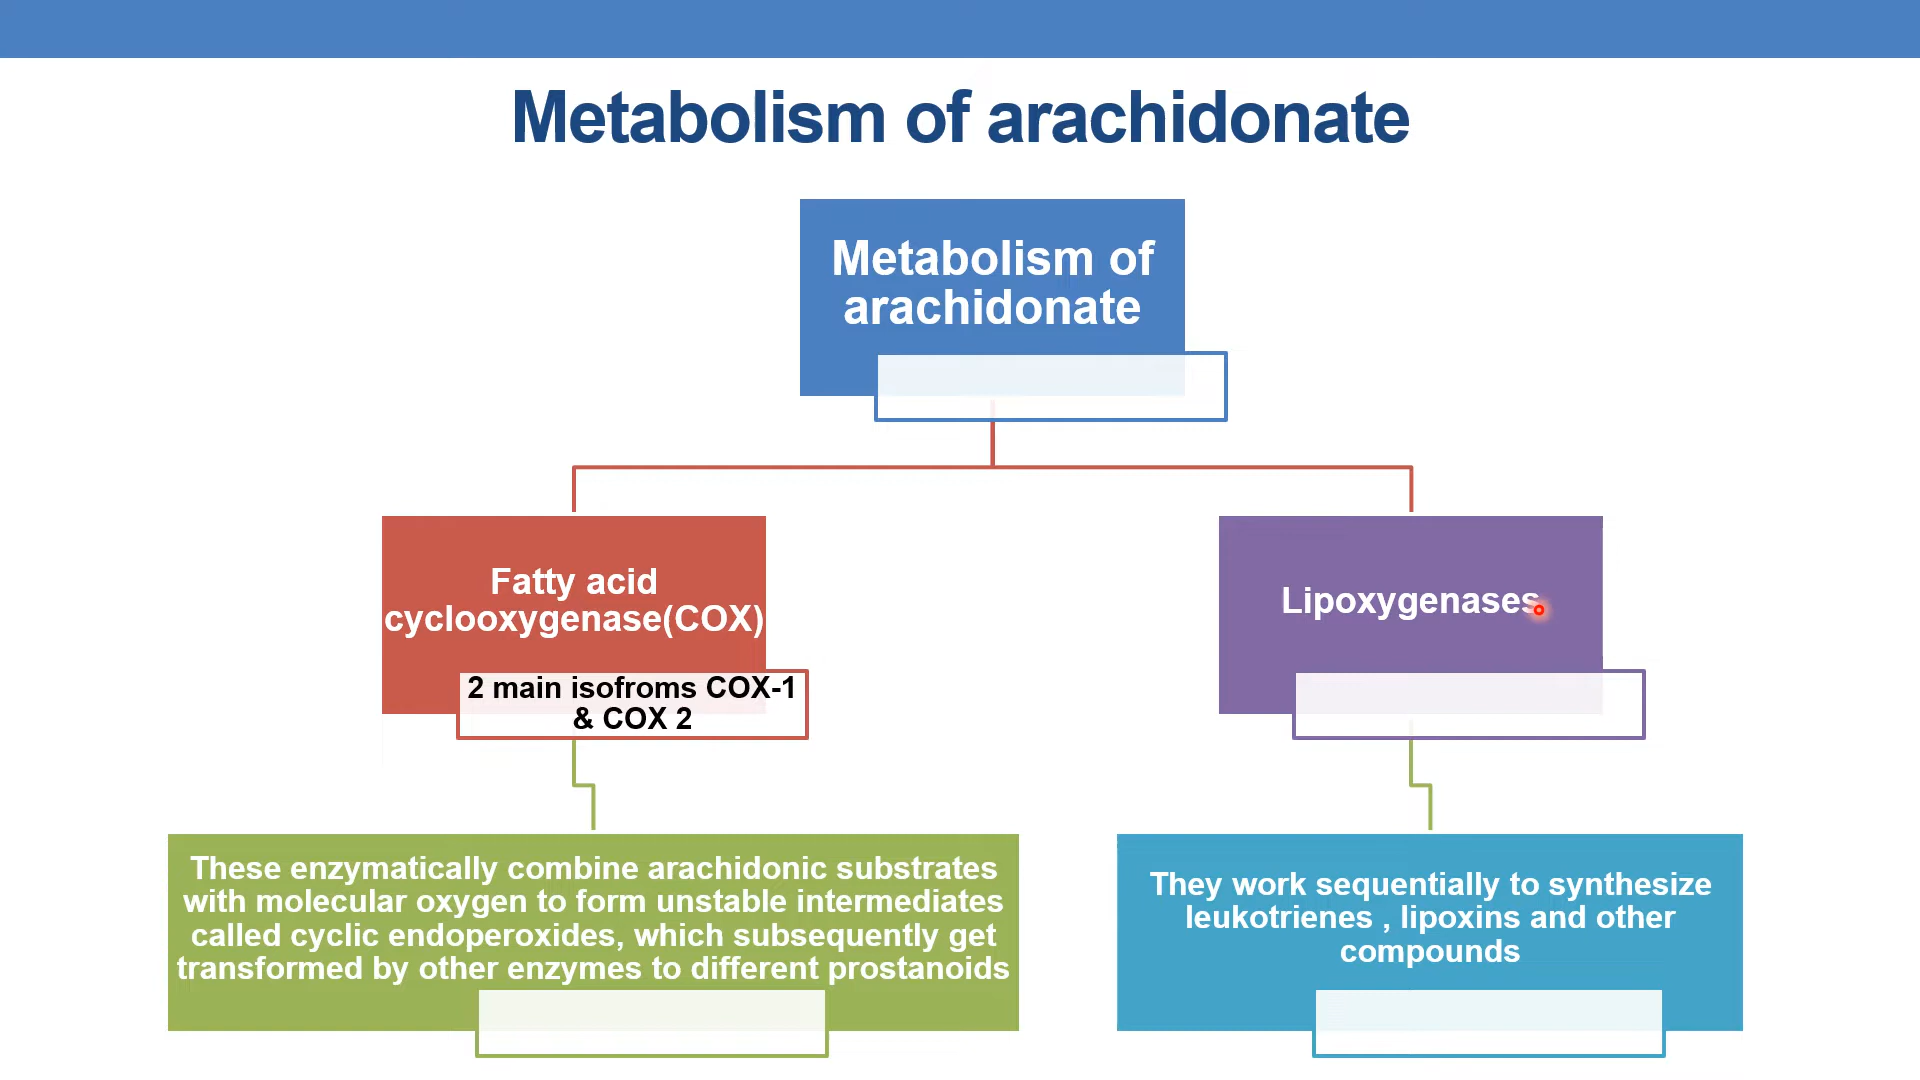 Metabolism of arachidonate
Metabolism of
arachidonate
Fatty acid
cyclooxygenase(COX)
2 main isofroms COX-1
& COX 2
Lipoxygenases
These enzymatically combine arachidonic substrates
with molecular oxygen to form unstable intermediates
called cyclic endoperoxides, which subsequently get
transformed by other enzymes to different prostanoids
They work sequentially to synthesize
leukotrienes , lipoxins and other
compounds